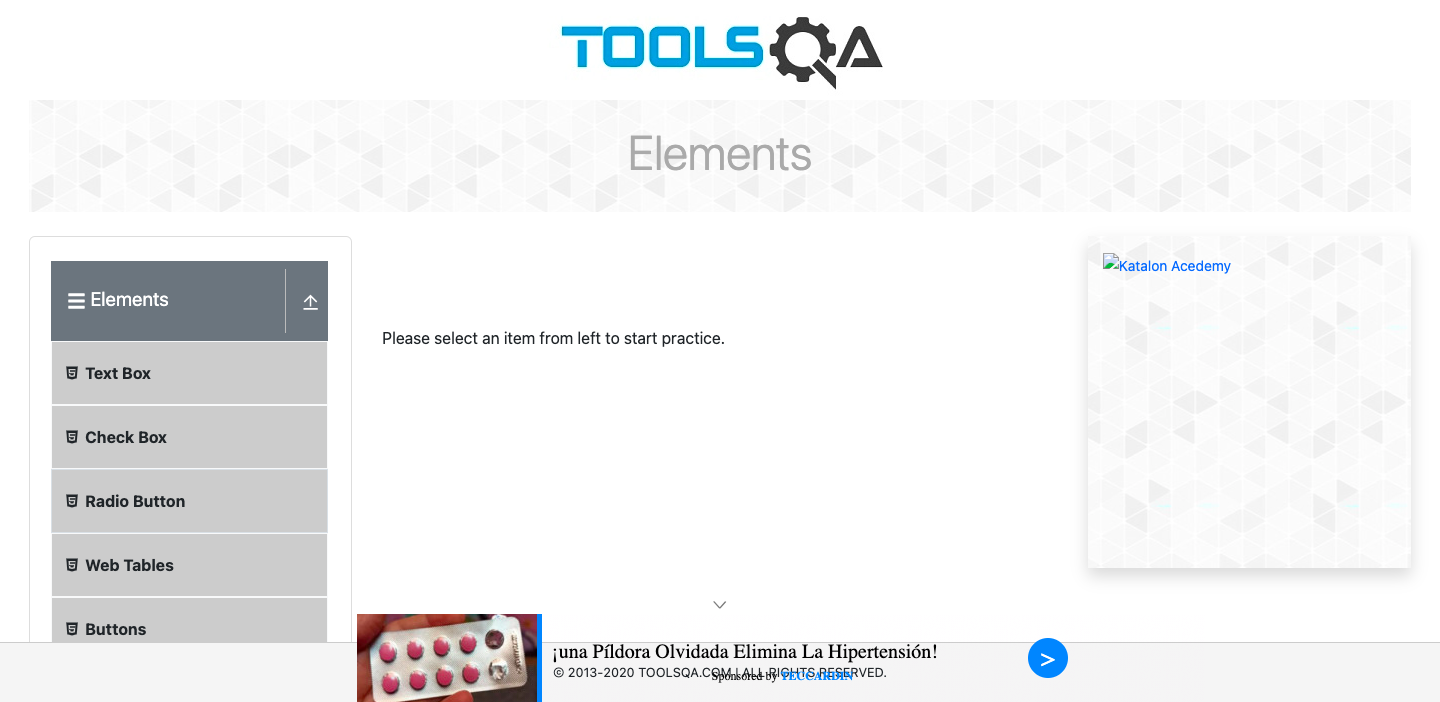 TOOLSQA
Elements
Elements
Text Box
Check Box
Radio Button
Web Tables
Buttons
Please select an item from left to start practice.
Katalon Acedemy
¡una Píldora Olvidada Elimina La Hipertensión!
© 2013-2020 TOOLSQA.COM | ALL RIGHTS RESERVED.
Sponsored by TECCARDIN
>